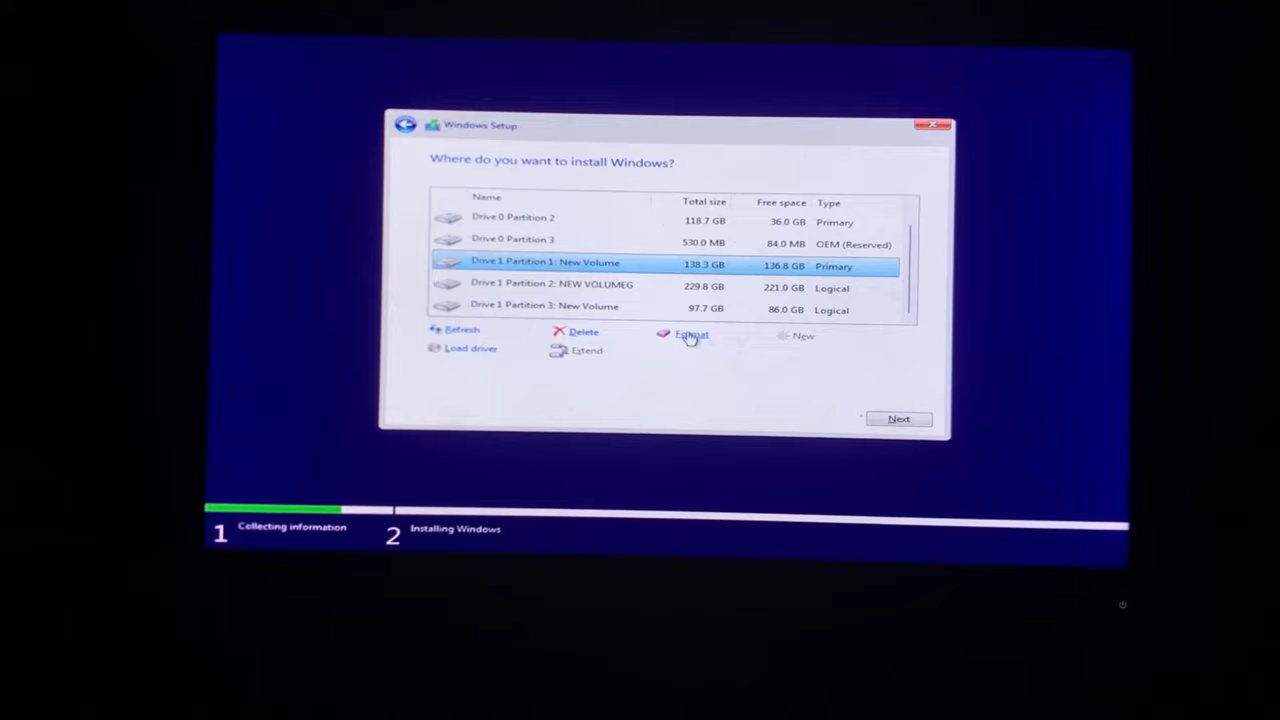 Windows Setup
Where do you want to install Windows?
Name Total size Free space Type
Drive 0 Partition 2 118.7 GB 36.0 GB Primary
Drive 0 Partition 3 530.0 MB 84.0 MB OEM (Reserved)
Drive 1 Partition 1: New Volume 138.3 GB 136.8 GB Primary
Drive 1 Partition 2: NEW VOLUMEG 229.8 GB 221.0 GB Logical
Drive 1 Partition 3: New Volume 97.7 GB 86.0 GB Logical
Refresh Delete Format New
Load driver Extend
Next
1 Collecting information 2 Installing Windows